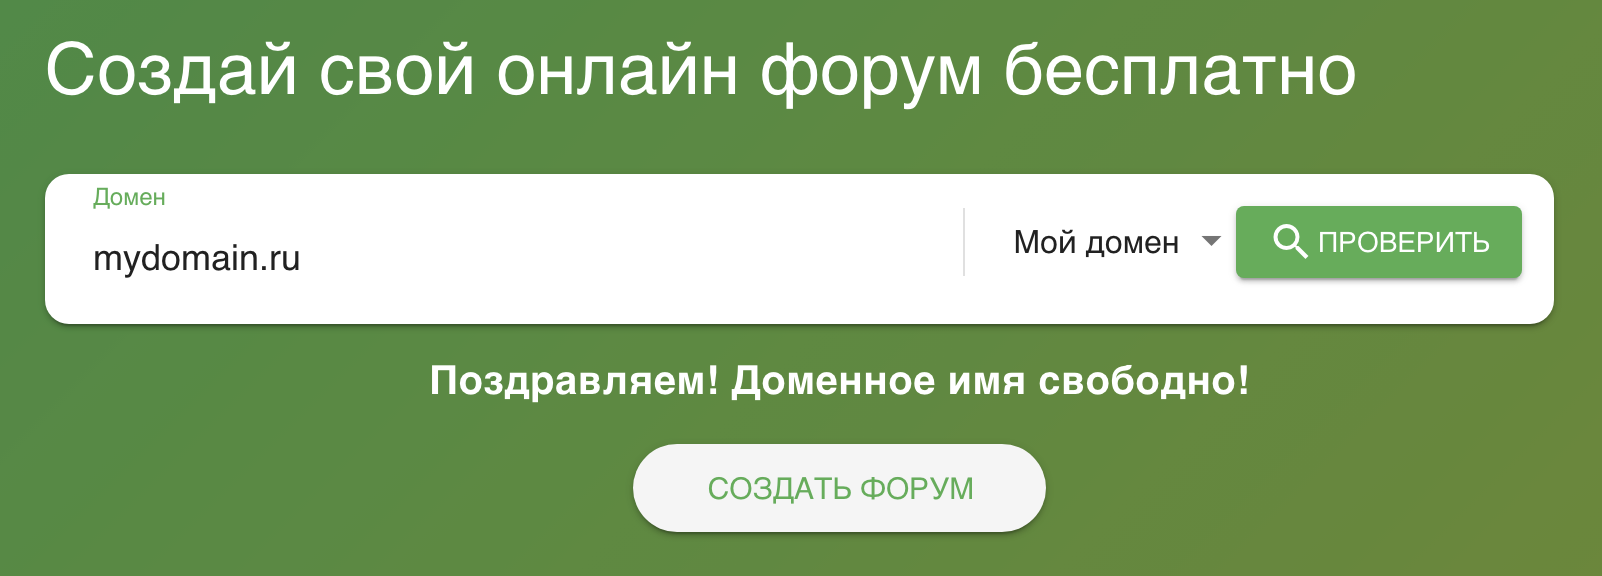 Создай свой онлайн форум бесплатно
Домен
mydomain.ru
Мой домен
ПРОВЕРИТЬ
Поздравляем! Доменное имя свободно!
СОЗДАТЬ ФОРУМ